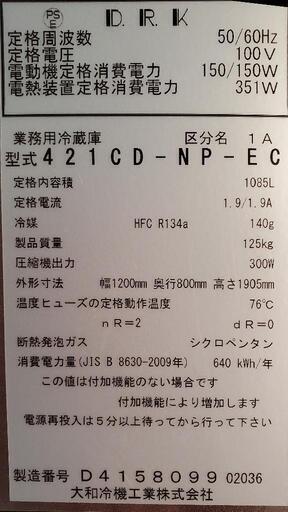 PS E D.R.K
定格周波数 50/60Hz
定格電圧 100V
電動機定格消費電力 150/150W
電熱装置定格消費電力 351W
業務用冷蔵庫 区分名 1A
型式 421CD-NP-EC
定格内容積 1085L
定格電流 1.9/1.9A
冷媒 HFC R134a 140g
製品質量 125kg
圧縮機出力 300W
外形寸法 幅1200mm 奥行800mm 高さ1905mm
温度ヒューズの定格動作温度 76℃
nR=2 dR=0
断熱発泡ガス シクロペンタン
消費電力量(JIS B 8630-2009年) 640 kWh/年
この値は付加機能のない場合です
付加機能により増加します
電源再投入は5分以上待ってから行って下さい
製造番号 D4158099 02036
大和冷機工業株式会社